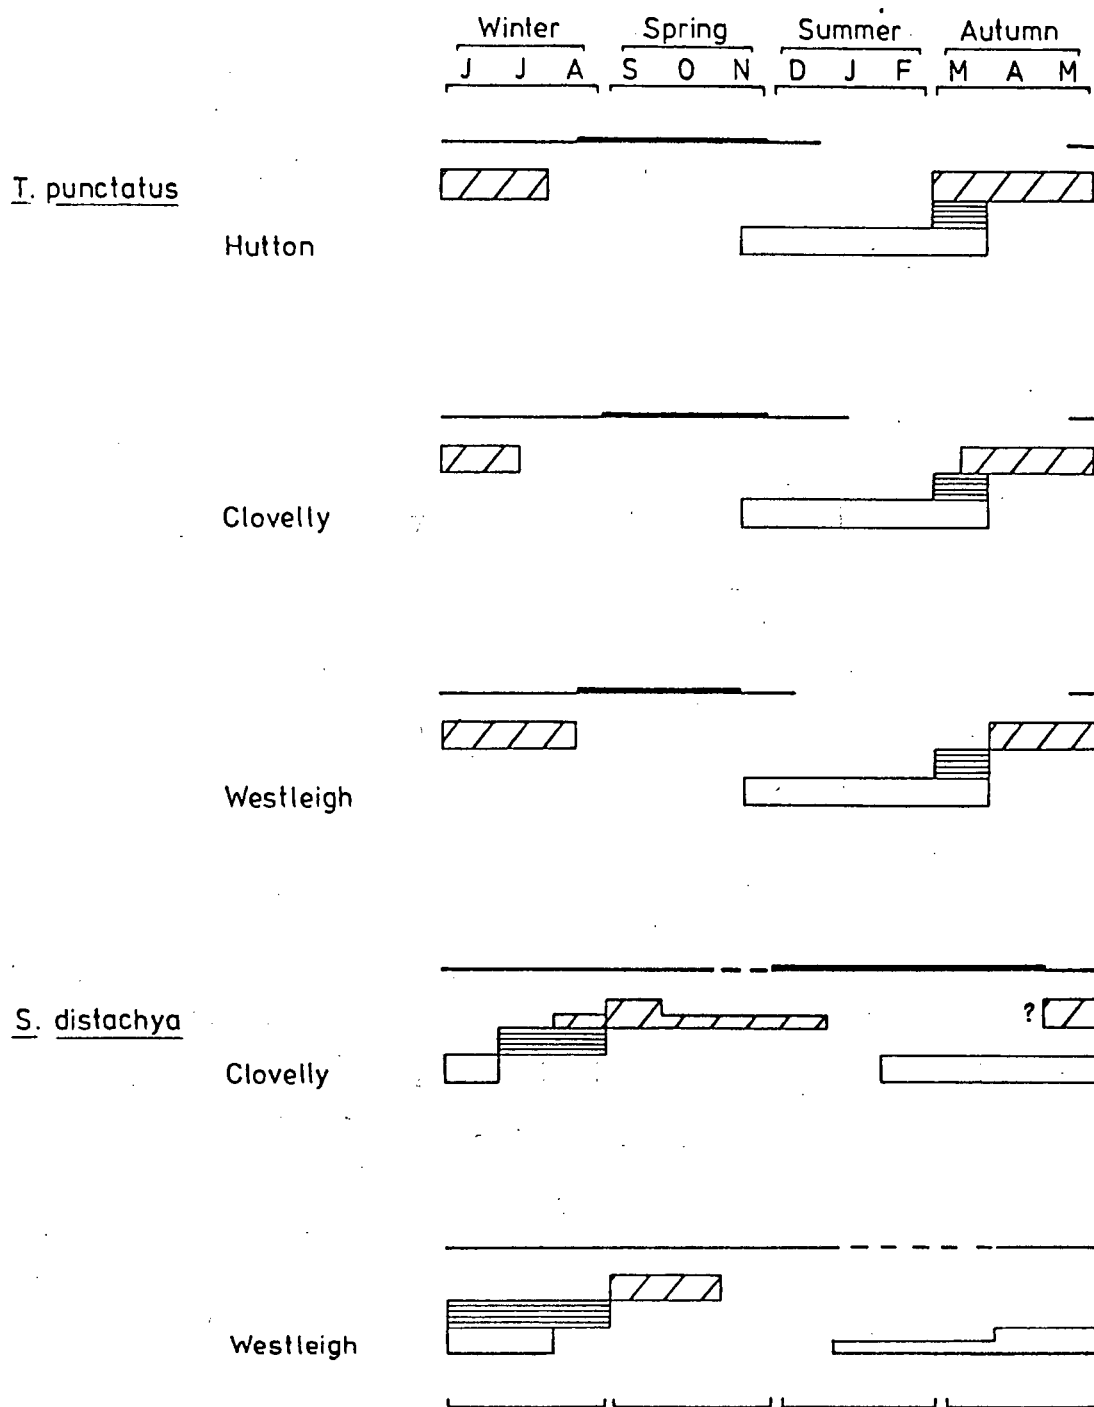 Winter Spring Summer Autumn
J J A S O N D J F M A M
T. punctatus
Hutton
Clovelly
Westleigh
S. distachya
?
Clovelly
Westleigh